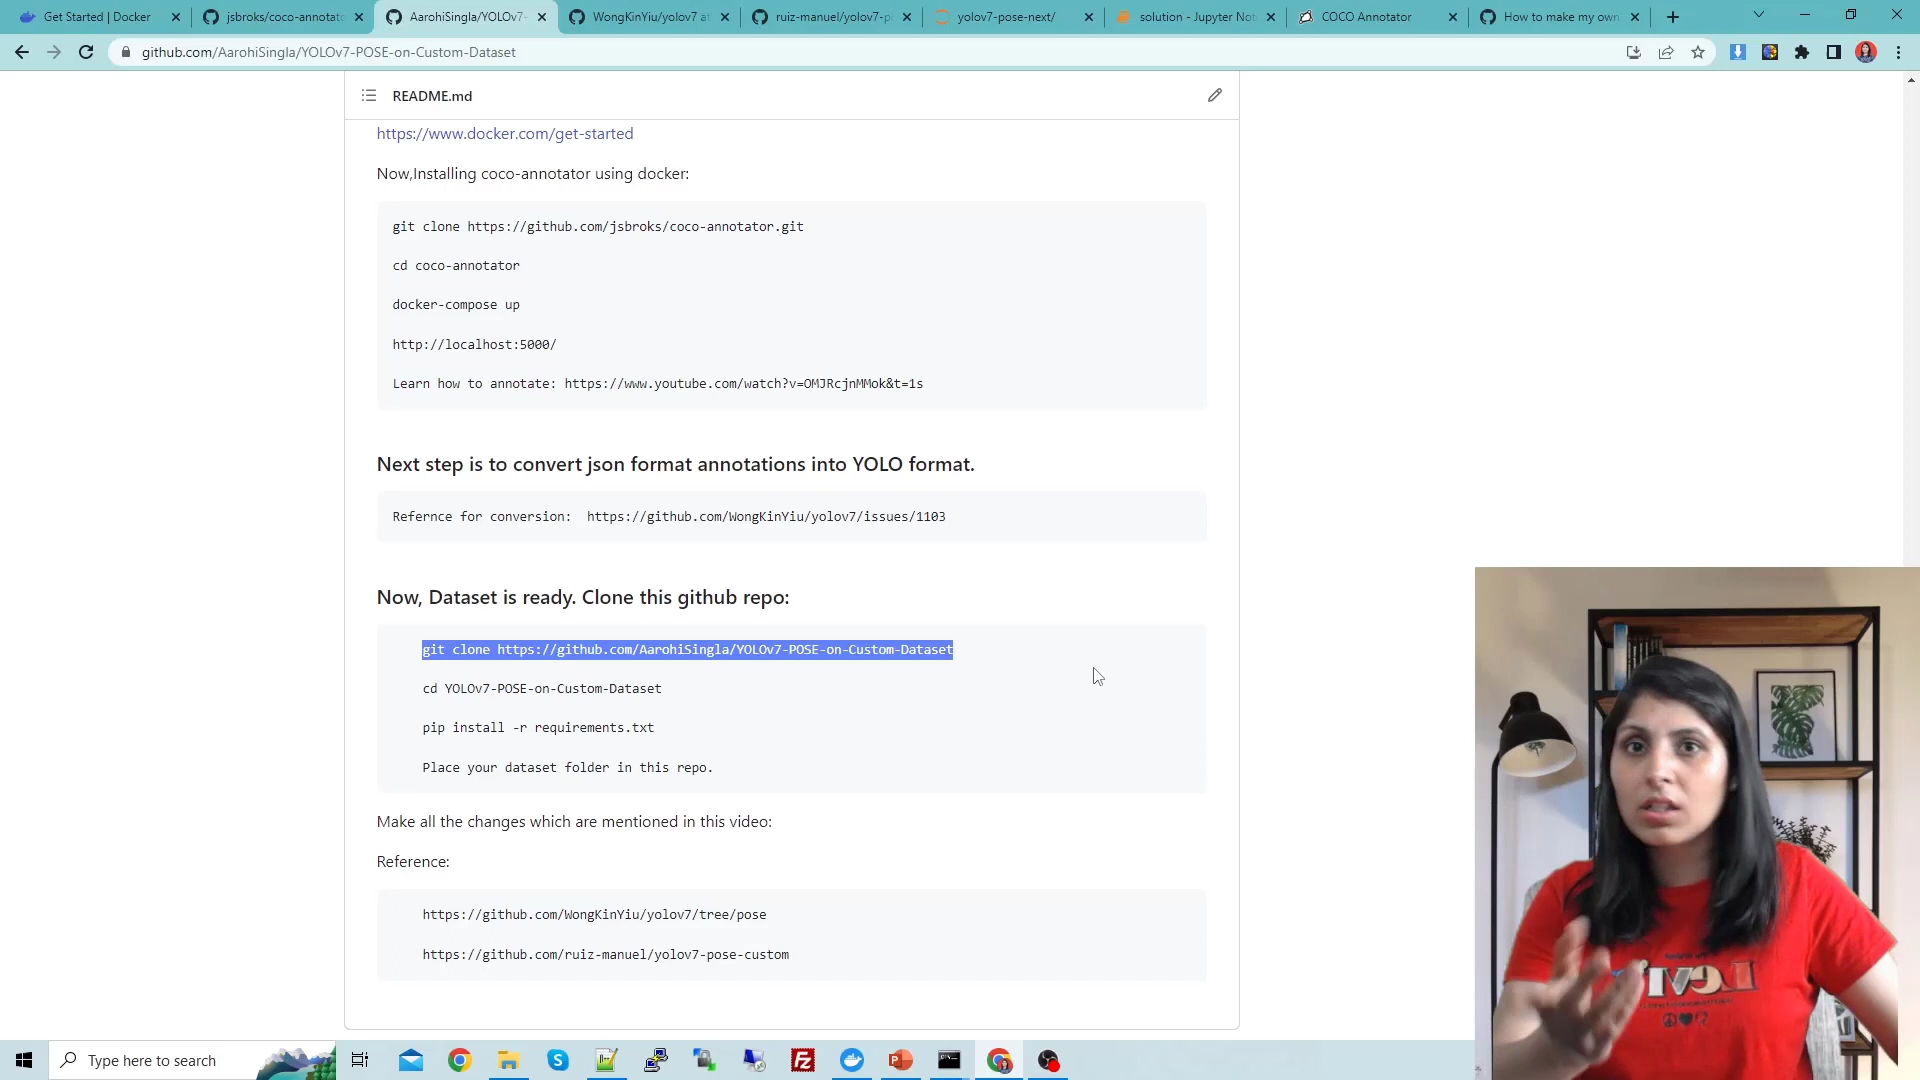 Get Started | Docker
jsbroks/coco-annotato
AarohiSingla/YOLOv7-
WongKinYiu/yolov7 at
ruiz-manuel/yolov7-p
yolov7-pose-next/
solution - Jupyter Not
COCO Annotator
How to make my own
github.com/AarohiSingla/YOLOv7-POSE-on-Custom-Dataset
README.md
https://www.docker.com/get-started
Now,Installing coco-annotator using docker:
git clone https://github.com/jsbroks/coco-annotator.git
cd coco-annotator
docker-compose up
http://localhost:5000/
Learn how to annotate: https://www.youtube.com/watch?v=OMJRcjnMMok&t=1s
Next step is to convert json format annotations into YOLO format.
Refernce for conversion:  https://github.com/WongKinYiu/yolov7/issues/1103
Now, Dataset is ready. Clone this github repo:
git clone https://github.com/AarohiSingla/YOLOv7-POSE-on-Custom-Dataset
cd YOLOv7-POSE-on-Custom-Dataset
pip install -r requirements.txt
Place your dataset folder in this repo.
Make all the changes which are mentioned in this video:
Reference:
https://github.com/WongKinYiu/yolov7/tree/pose
https://github.com/ruiz-manuel/yolov7-pose-custom
Type here to search